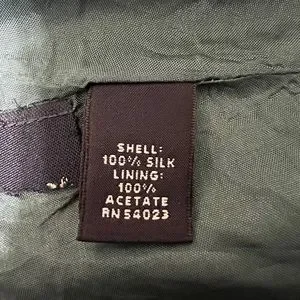 SHELL:
100% SILK
LINING:
100%
ACETATE
RN 54023